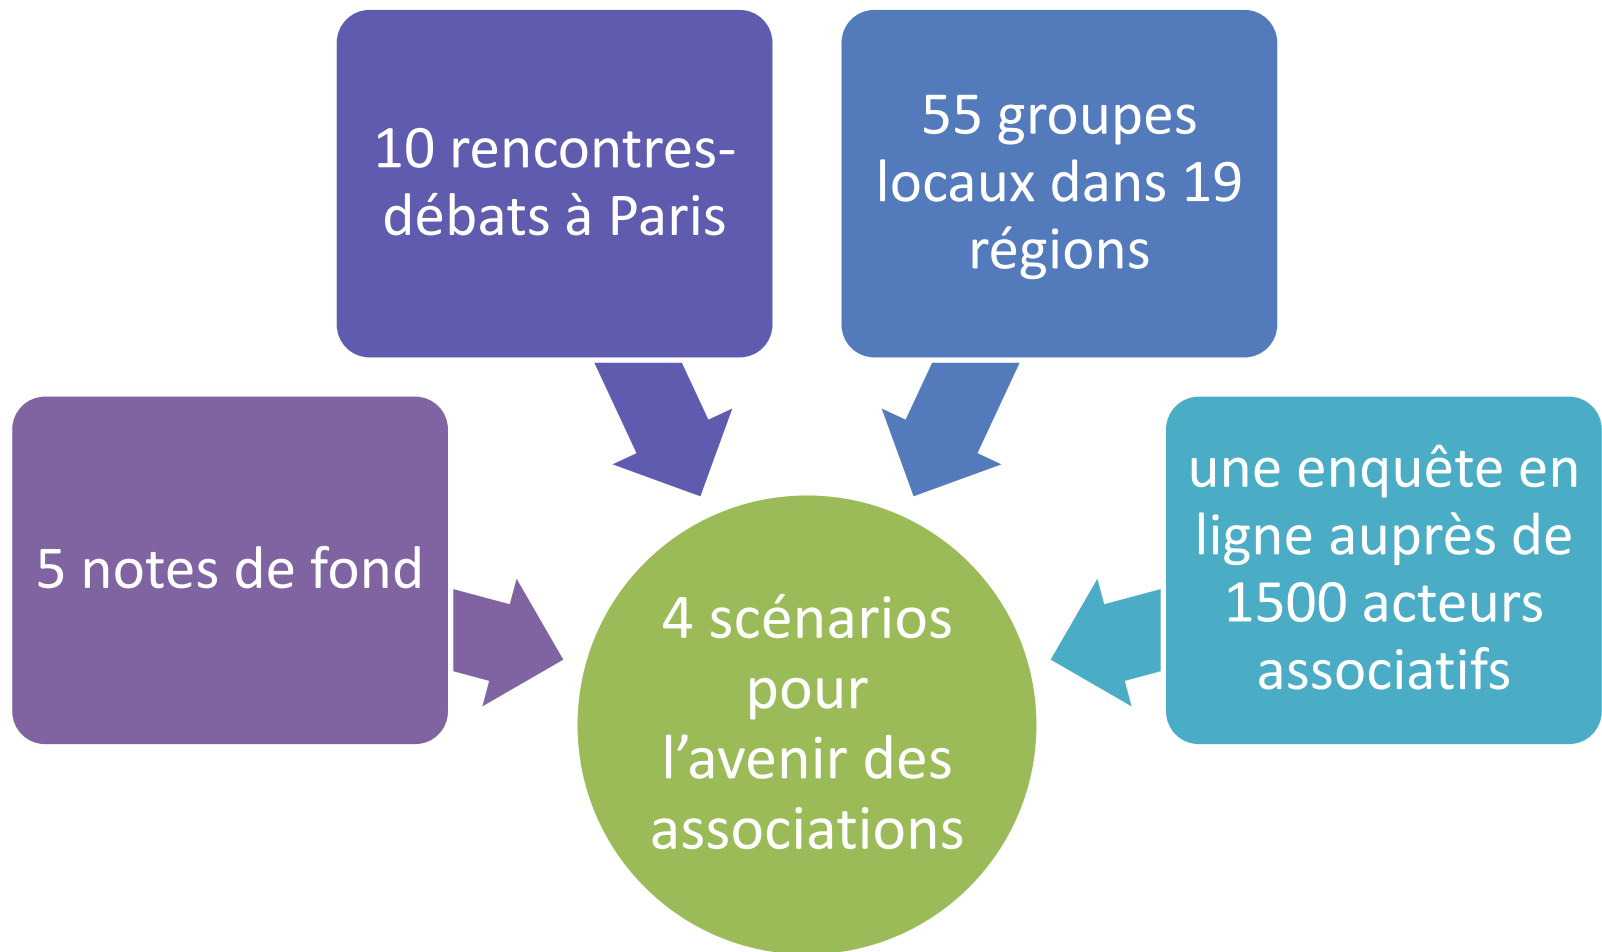 10 rencontres-
débats à Paris
55 groupes
locaux dans 19
régions
5 notes de fond
une enquête en
ligne auprès de
1500 acteurs
associatifs
4 scénarios
pour
l’avenir des
associations